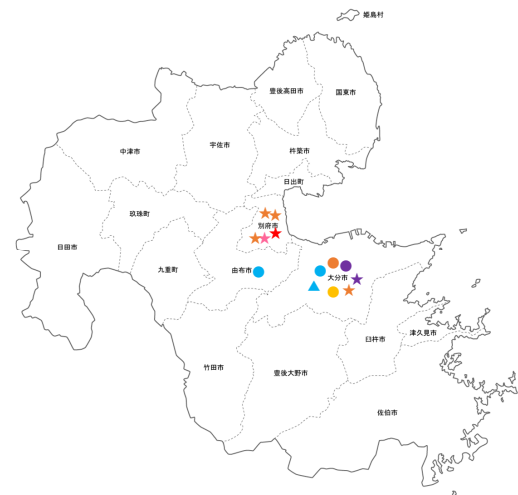 姫島村
豊後高田市
国東市
宇佐市
中津市
杵築市
日出町
玖珠町
別府市
日田市
九重町
由布市
大分市
臼杵市
津久見市
竹田市
豊後大野市
佐伯市